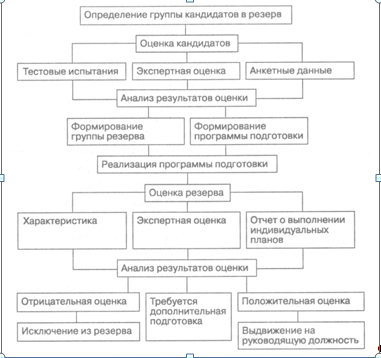 Определение группы кандидатов в резерв
Оценка кандидатов
Тестовые испытания
Экспертная оценка
Анкетные данные
Анализ результатов оценки
Формирование
группы резерва
Формирование
программы подготовки
Реализация программы подготовки
Оценка резерва
Характеристика
Экспертная оценка
Отчет о выполнении
индивидуальных
планов
Анализ результатов оценки
Отрицательная оценка
Требуется
дополнительная
подготовка
Положительная оценка
Исключение из резерва
Выдвижение на
руководящую должность